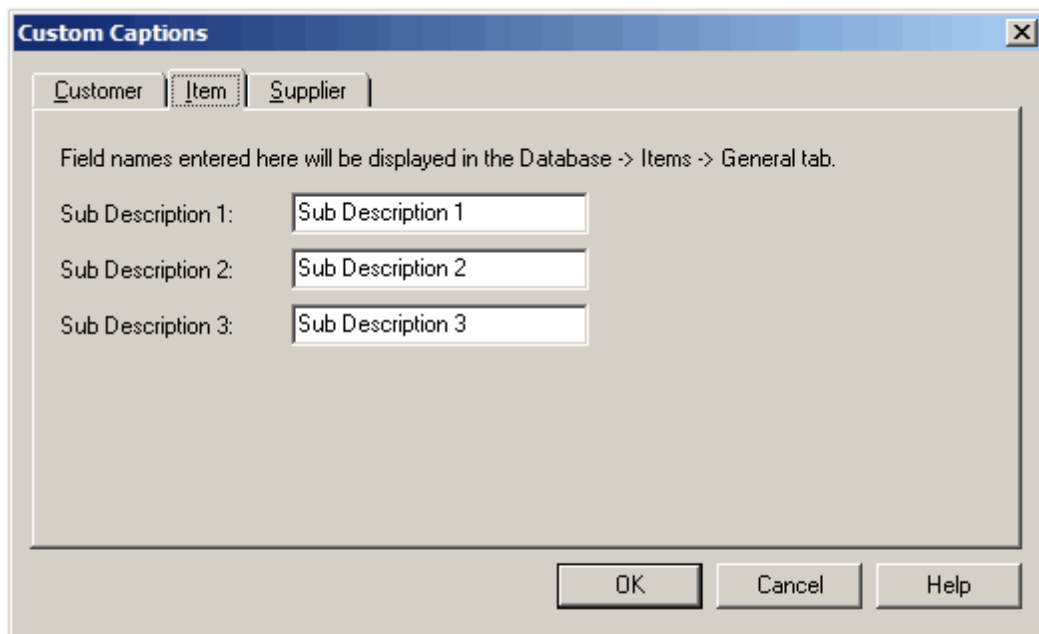 Custom Captions
Customer Item Supplier
Field names entered here will be displayed in the Database -> Items -> General tab.
Sub Description 1: Sub Description 1
Sub Description 2: Sub Description 2
Sub Description 3: Sub Description 3
OK Cancel Help